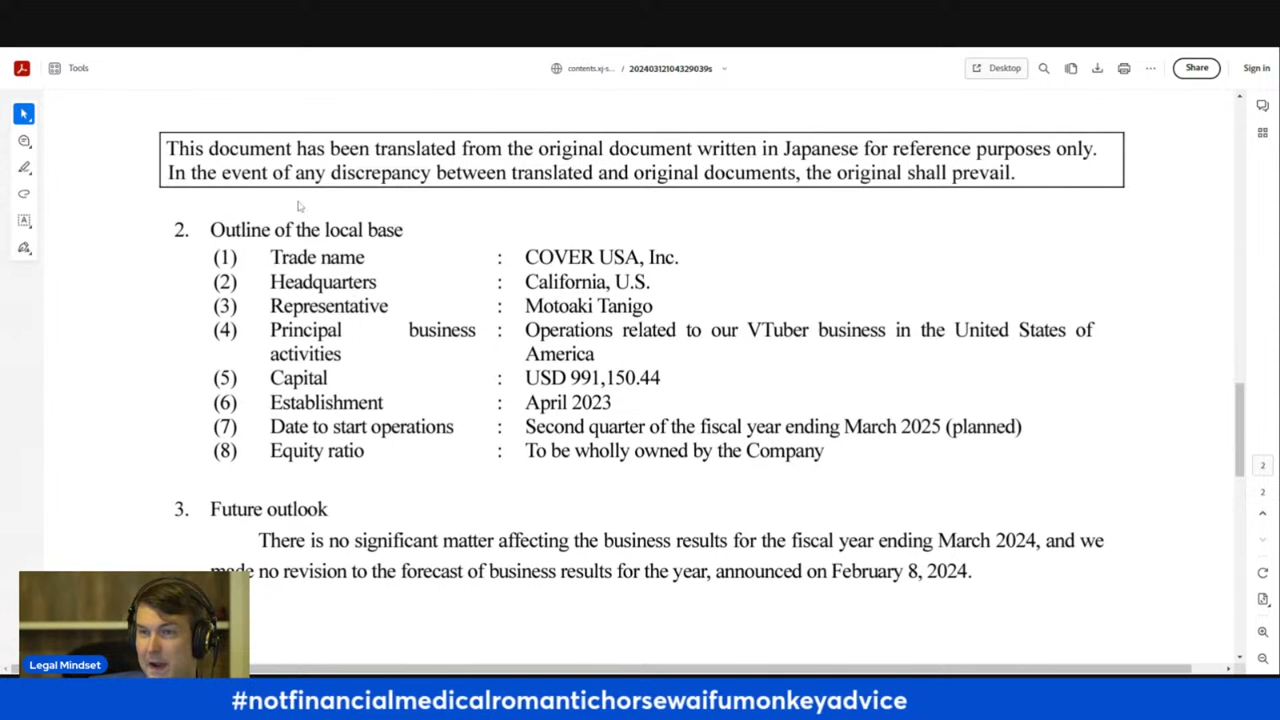 Tools
contents.xj-s... / 20240312104329039s
Desktop
Share
Sign in
This document has been translated from the original document written in Japanese for reference purposes only.
In the event of any discrepancy between translated and original documents, the original shall prevail.
2. Outline of the local base
(1) Trade name : COVER USA, Inc.
(2) Headquarters : California, U.S.
(3) Representative : Motoaki Tanigo
(4) Principal business : Operations related to our VTuber business in the United States of
activities America
(5) Capital : USD 991,150.44
(6) Establishment : April 2023
(7) Date to start operations : Second quarter of the fiscal year ending March 2025 (planned)
(8) Equity ratio : To be wholly owned by the Company
2
2
3. Future outlook
There is no significant matter affecting the business results for the fiscal year ending March 2024, and we
made no revision to the forecast of business results for the year, announced on February 8, 2024.
Legal Mindset
#notfinancialmedicalromantichorsewaifumonkeyadvice